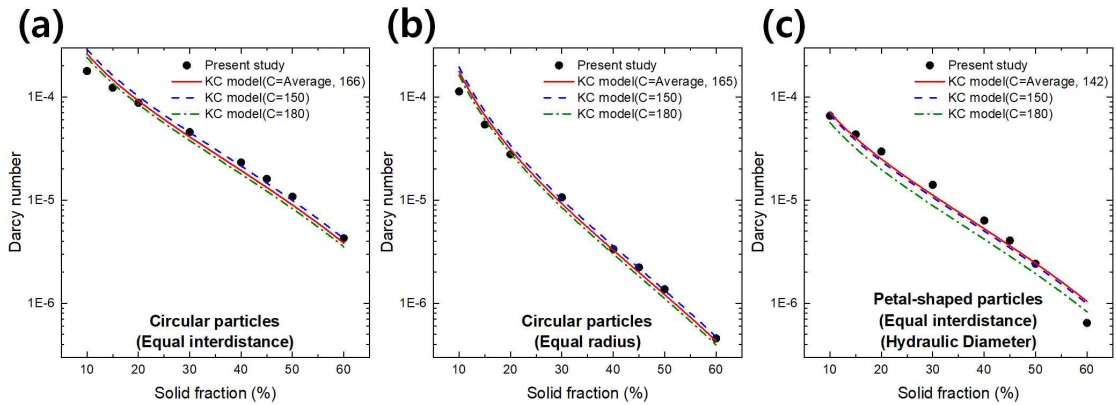 (a)
Present study
KC model(C=Average, 166)
KC model(C=150)
KC model(C=180)
1E-4
1E-5
1E-6
Darcy number
Circular particles
(Equal interdistance)
10 20 30 40 50 60
Solid fraction (%)
(b)
Present study
KC model(C=Average, 165)
KC model(C=150)
KC model(C=180)
1E-4
1E-5
1E-6
Darcy number
Circular particles
(Equal radius)
10 20 30 40 50 60
Solid fraction (%)
(c)
Present study
KC model(C=Average, 142)
KC model(C=150)
KC model(C=180)
1E-4
1E-5
1E-6
Darcy number
Petal-shaped particles
(Equal interdistance)
(Hydraulic Diameter)
10 20 30 40 50 60
Solid fraction (%)